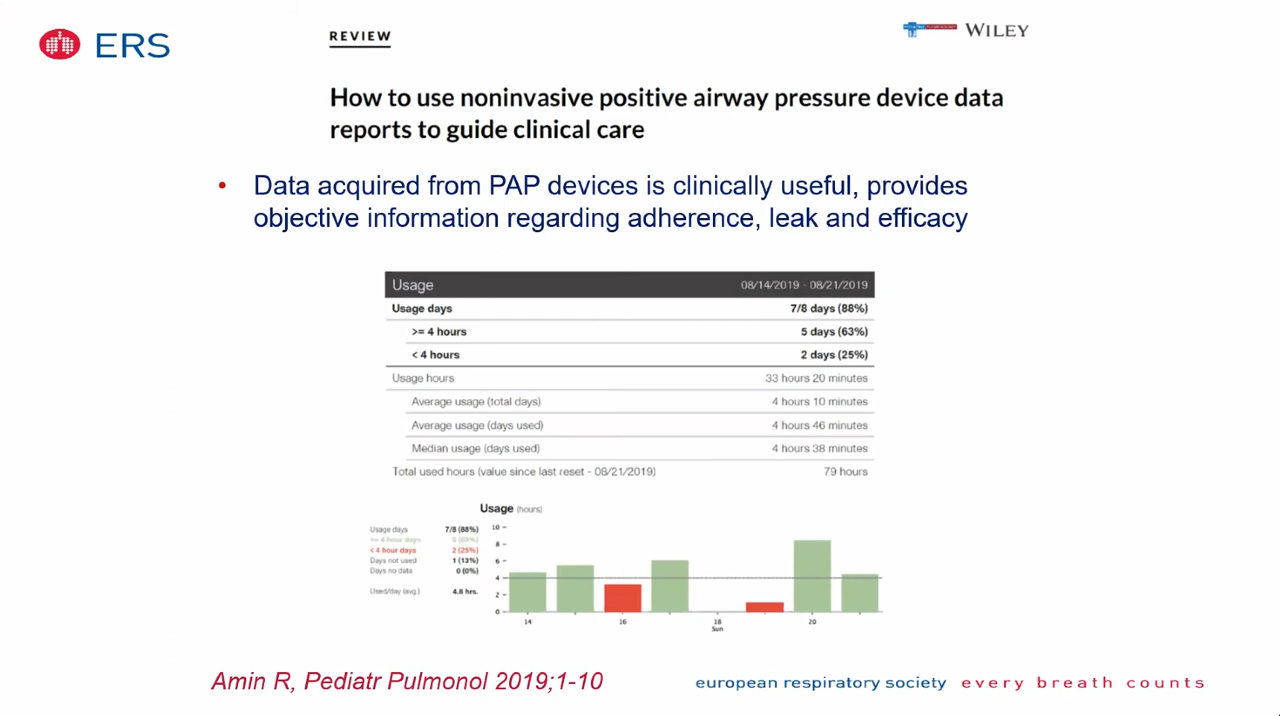 ERS
REVIEW
WILEY
How to use noninvasive positive airway pressure device data
reports to guide clinical care
• Data acquired from PAP devices is clinically useful, provides
objective information regarding adherence, leak and efficacy
Usage 08/14/2019 - 08/21/2019
Usage days 7/8 days (88%)
>= 4 hours 5 days (63%)
< 4 hours 2 days (25%)
Usage hours 33 hours 20 minutes
Average usage (total days) 4 hours 10 minutes
Average usage (days used) 4 hours 46 minutes
Median usage (days used) 4 hours 38 minutes
Total used hours (value since last reset - 08/21/2019) 79 hours
Usage (hours)
Usage days 7/8 (88%)
>= 4 hour days 5 (63%)
< 4 hour days 2 (25%)
Days not used 1 (13%)
Days no data 0 (0%)
Used/day (avg.) 4.8 hrs.
10
8
6
4
2
0
14 16 18 20
Sun
Amin R, Pediatr Pulmonol 2019;1-10
european respiratory society every breath counts